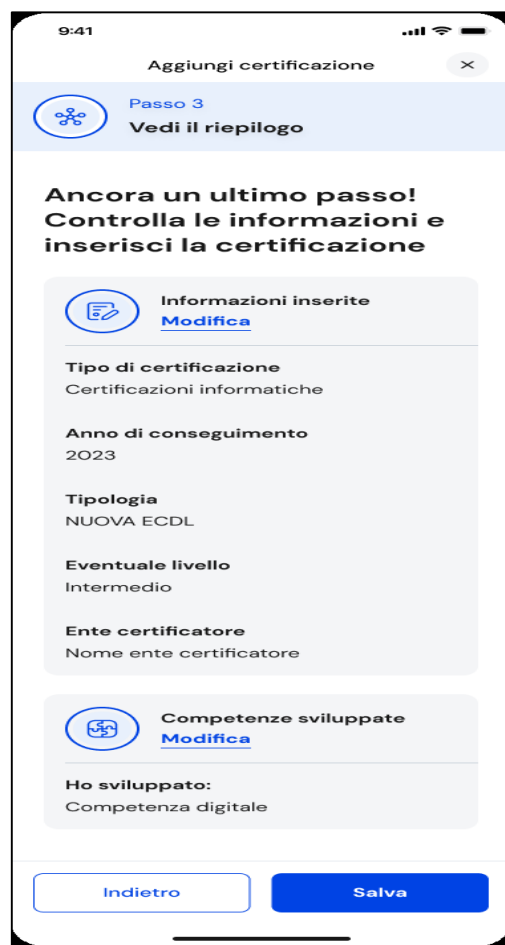 9:41
Aggiungi certificazione
Passo 3
Vedi il riepilogo
Ancora un ultimo passo!
Controlla le informazioni e
inserisci la certificazione
Informazioni inserite
Modifica
Tipo di certificazione
Certificazioni informatiche
Anno di conseguimento
2023
Tipologia
NUOVA ECDL
Eventuale livello
Intermedio
Ente certificatore
Nome ente certificatore
Competenze sviluppate
Modifica
Ho sviluppato:
Competenza digitale
Indietro
Salva